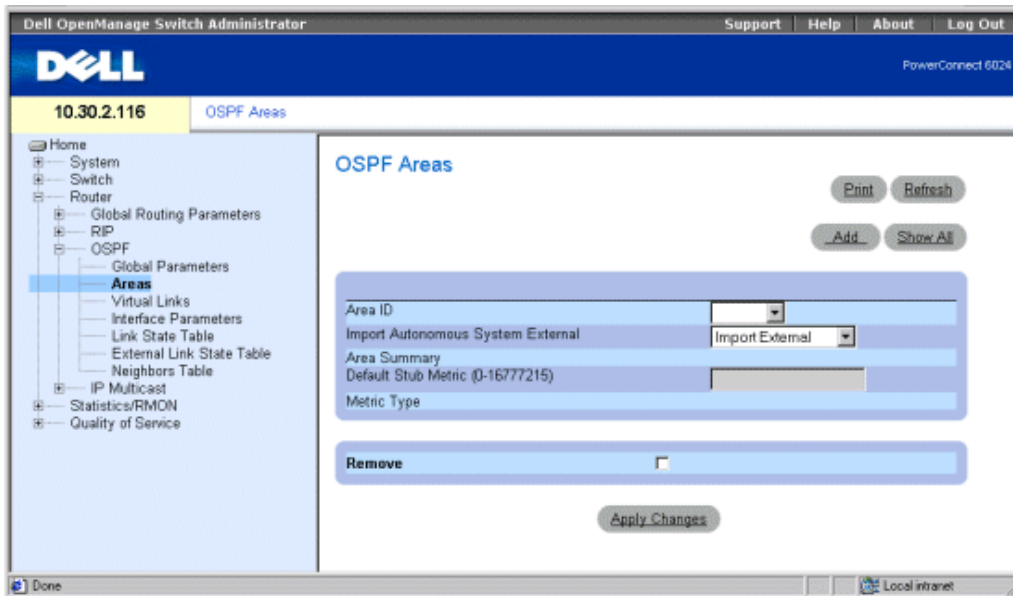 Dell OpenManage Switch Administrator
Support | Help | About | Log Out
DELL
PowerConnect 6024
10.30.2.116
OSPF Areas
Home
System
Switch
Router
Global Routing Parameters
RIP
OSPF
Global Parameters
Areas
Virtual Links
Interface Parameters
Link State Table
External Link State Table
Neighbors Table
IP Multicast
Statistics/RMON
Quality of Service
OSPF Areas
Print Refresh
Add Show All
Area ID
Import Autonomous System External Import External
Area Summary
Default Stub Metric (0-16777215)
Metric Type
Remove
Apply Changes
Done
Local intranet